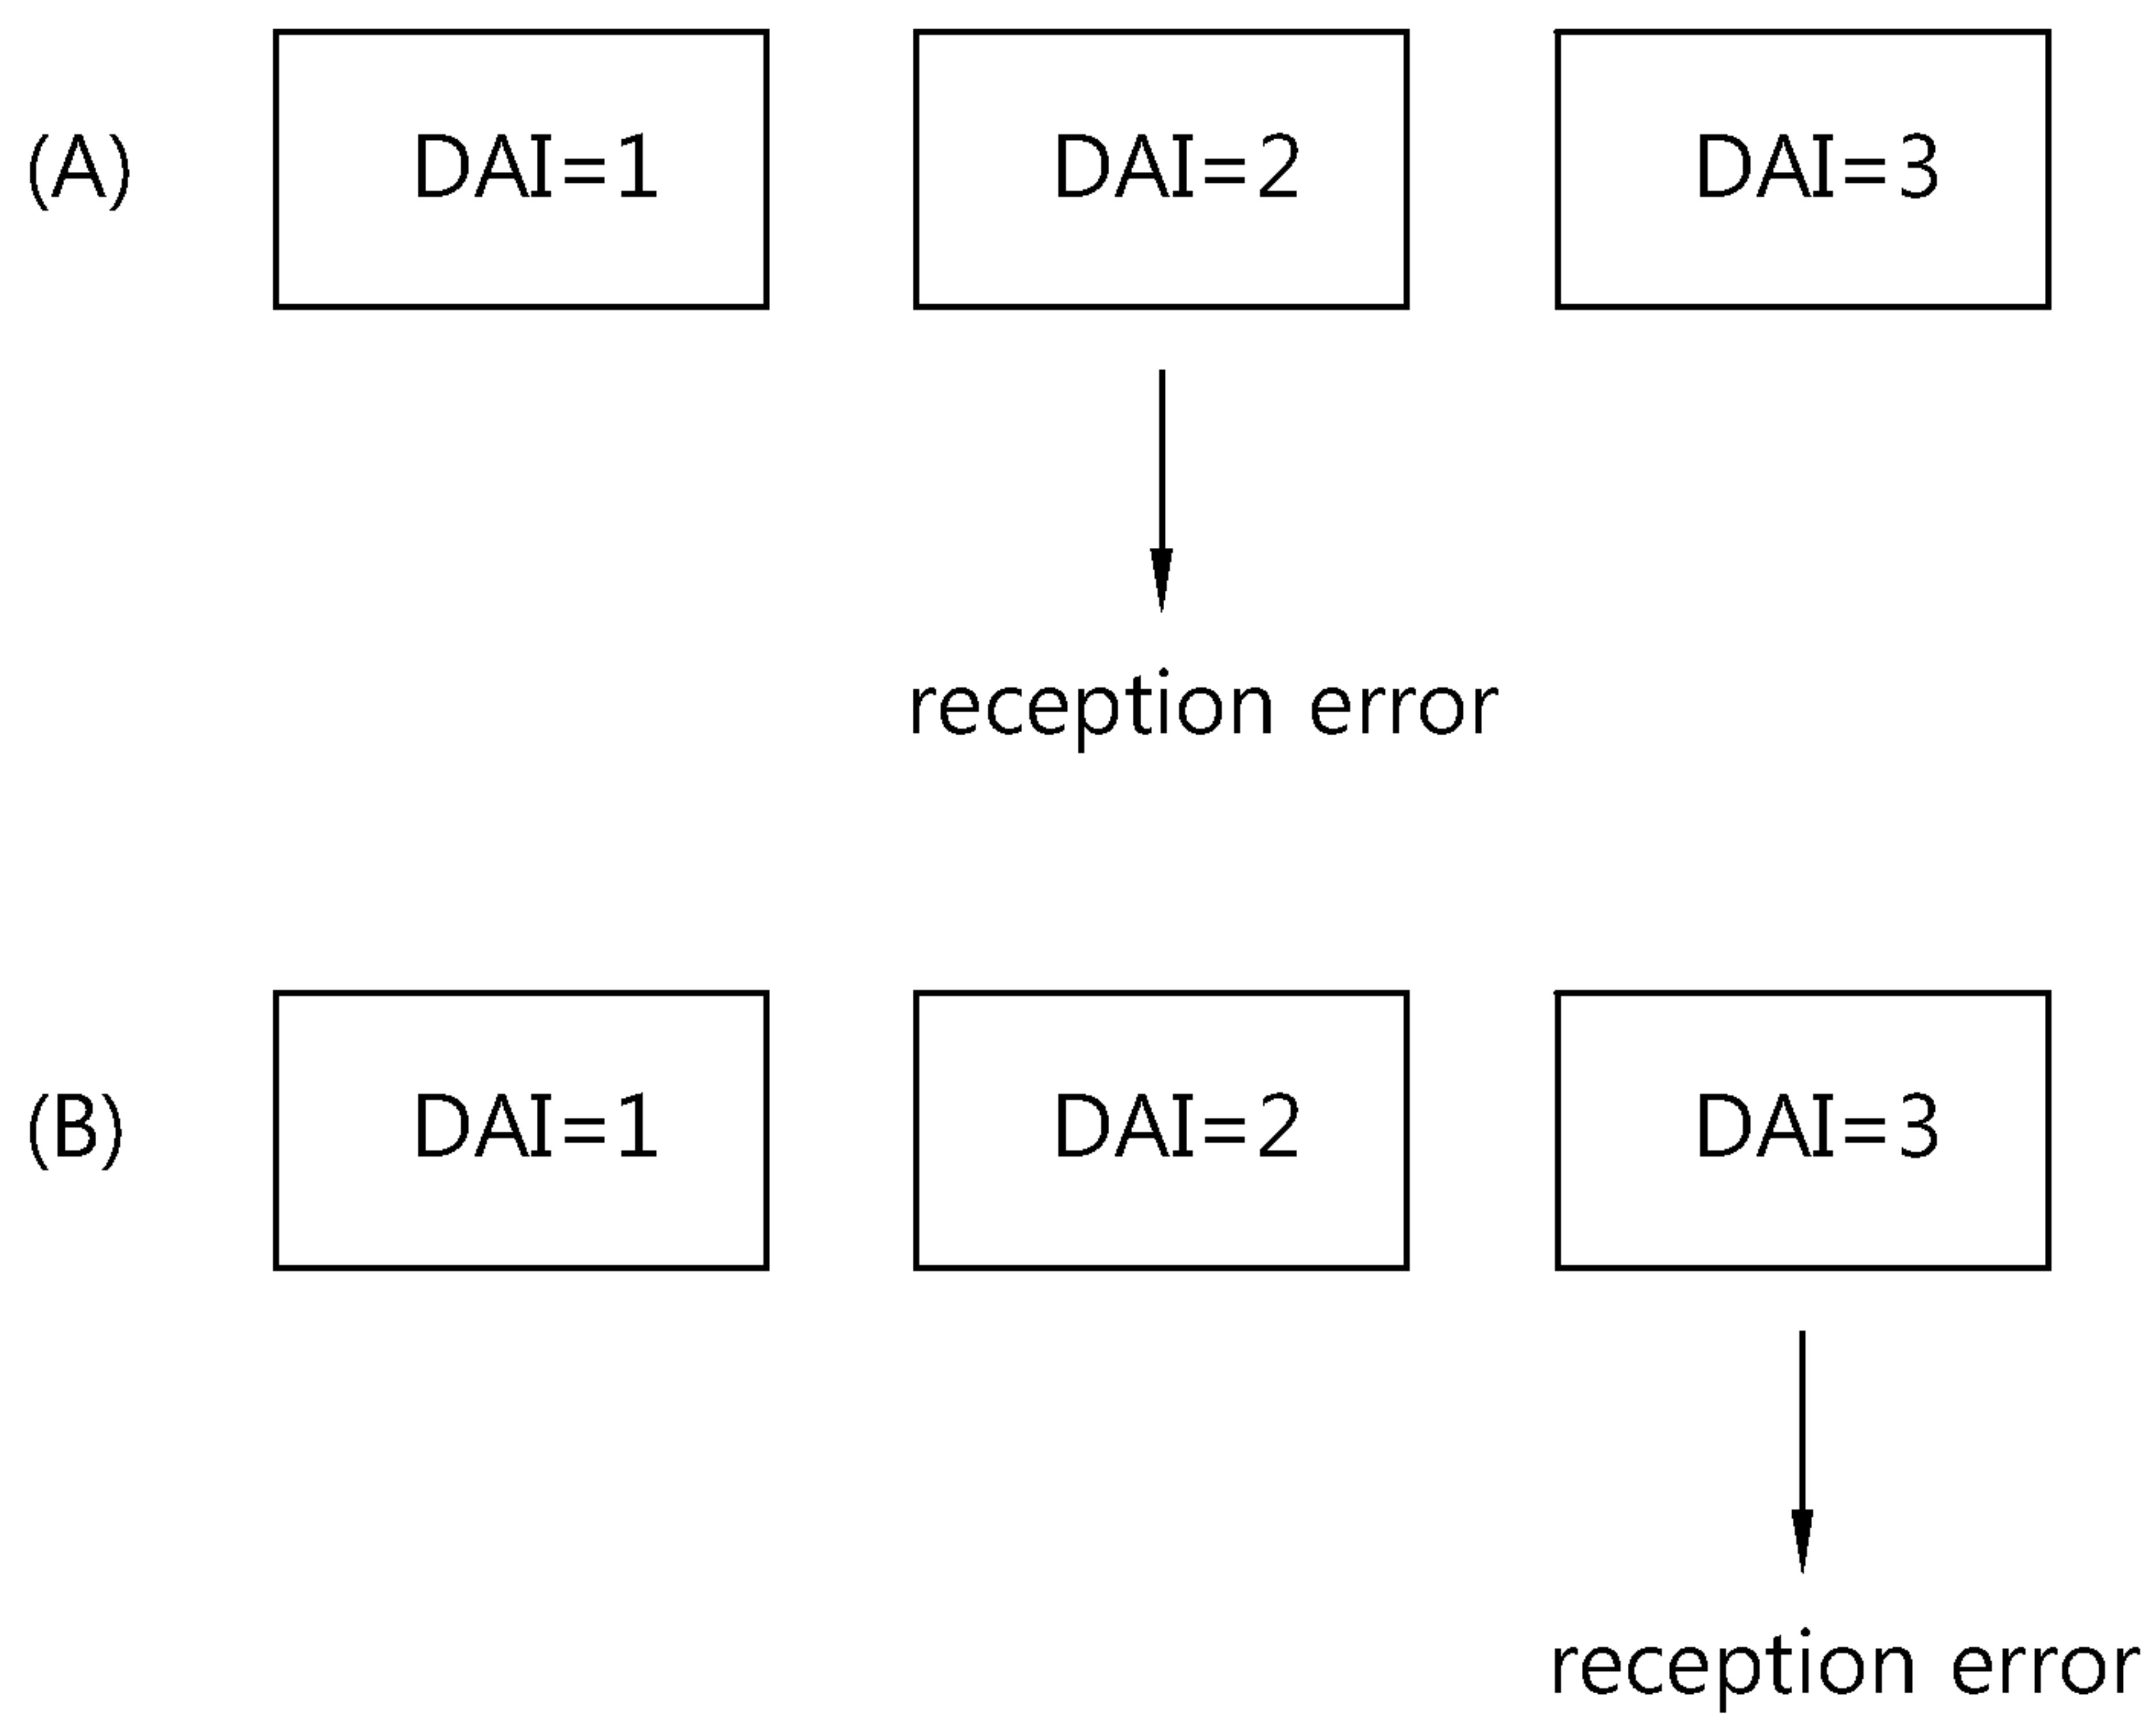 (A) DAI=1 DAI=2 DAI=3
reception error
(B) DAI=1 DAI=2 DAI=3
reception error